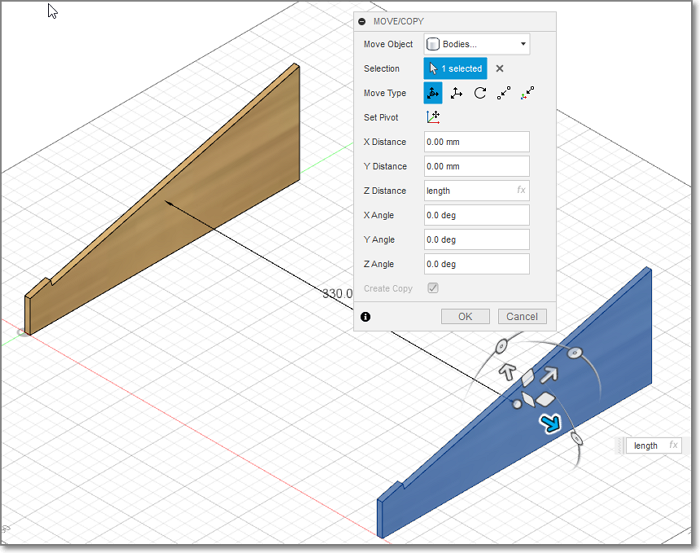 MOVE/COPY
Move Object Bodies...
Selection 1 selected
Move Type
Set Pivot
X Distance 0.00 mm
Y Distance 0.00 mm
Z Distance length fx
X Angle 0.0 deg
Y Angle 0.0 deg
Z Angle 0.0 deg
330.0
Create Copy
OK Cancel
length fx